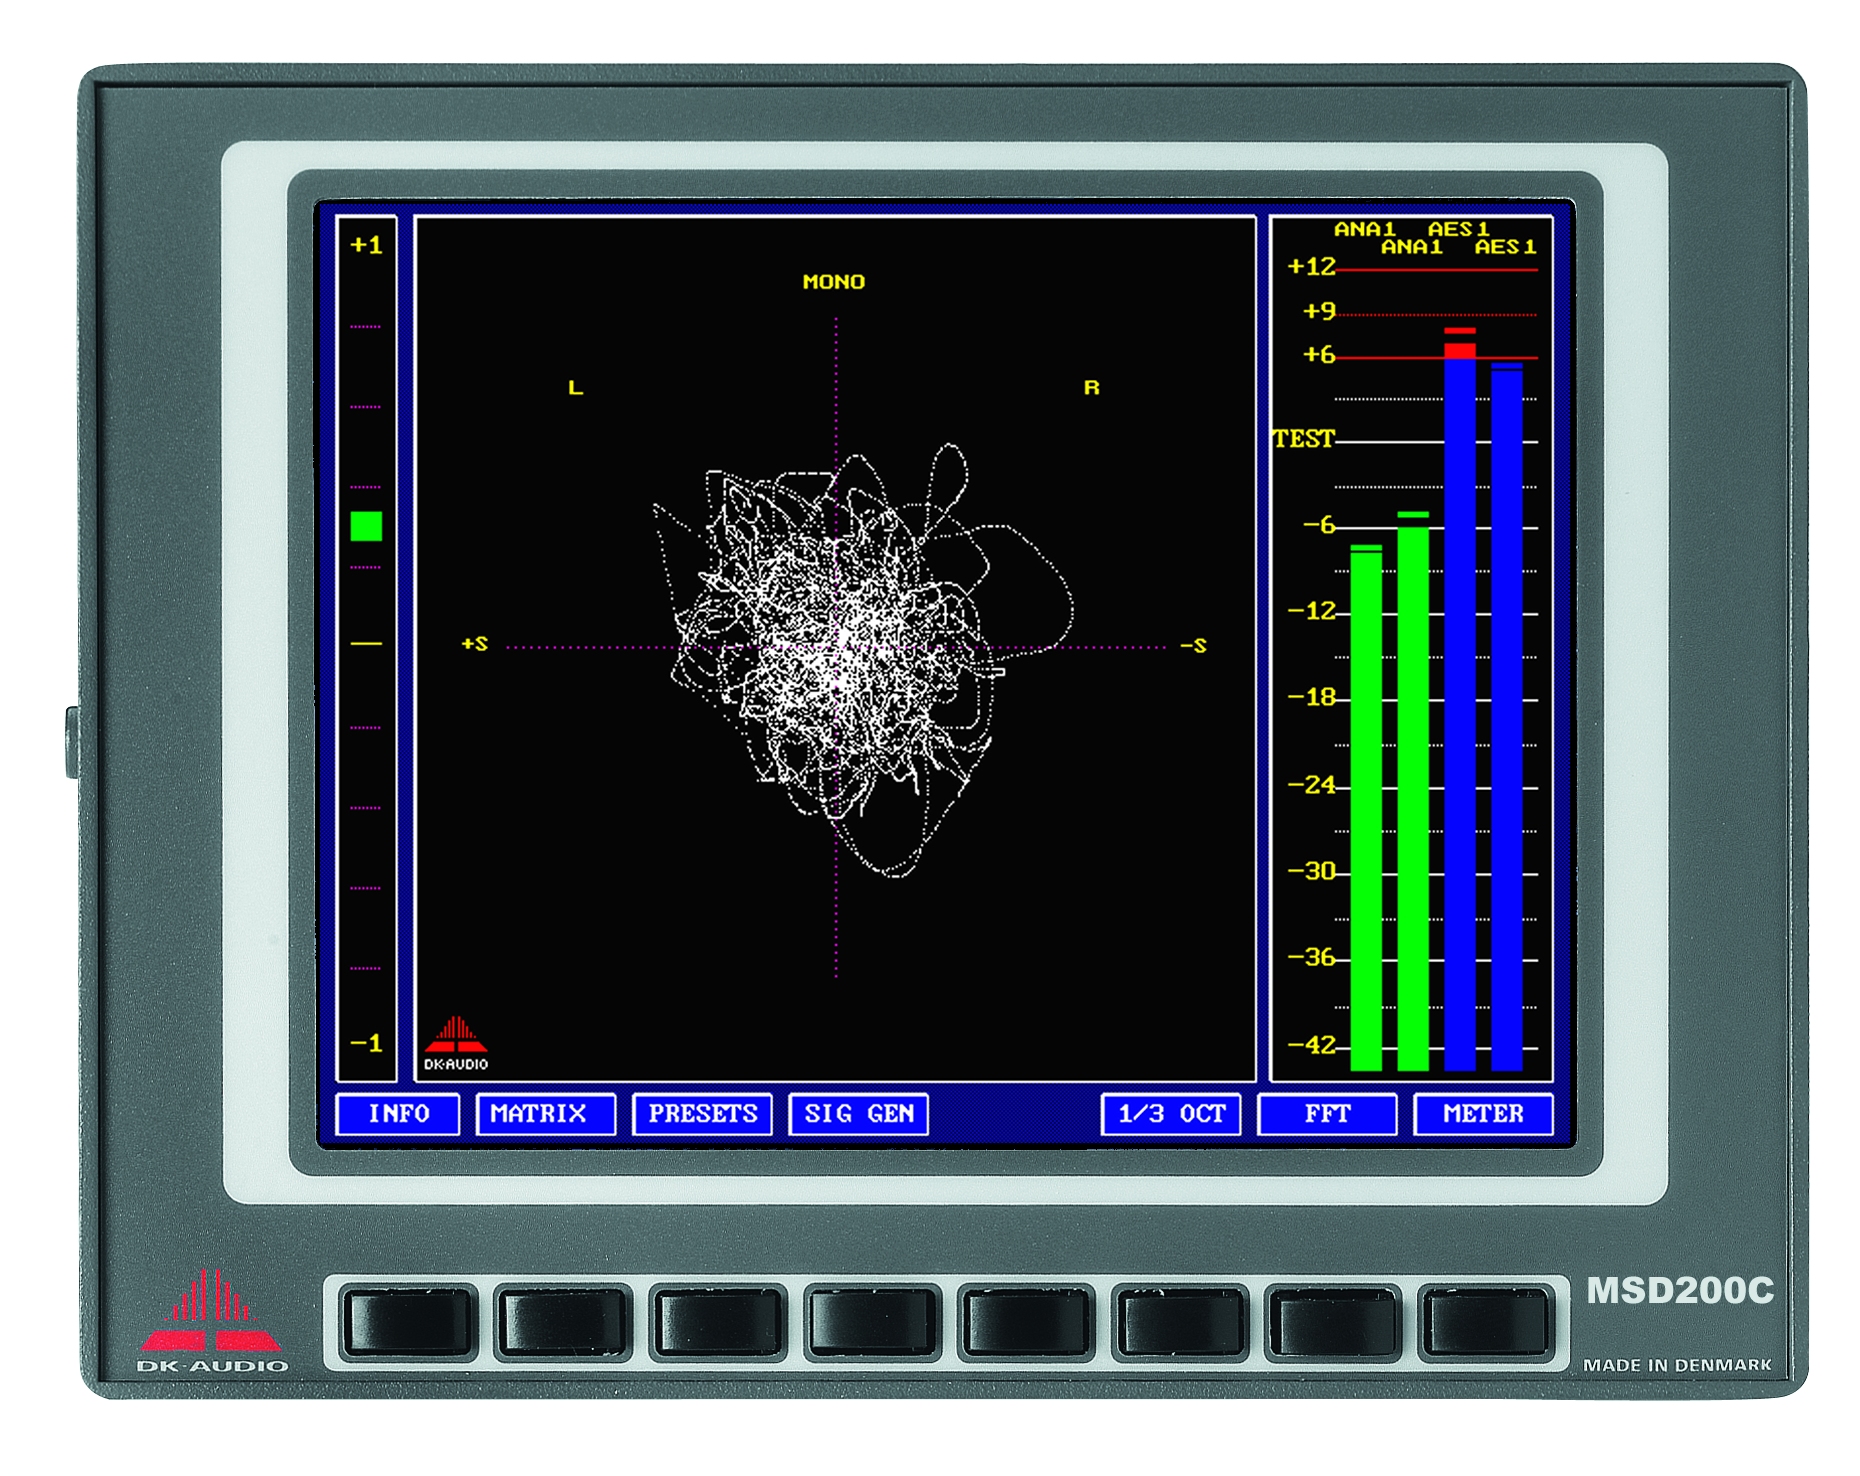 +1
-1
MONO
L
R
+S
-S
DK-AUDIO
ANA1 AES1
ANA1 AES1
+12
+9
+6
TEST
-6
-12
-18
-24
-30
-36
-42
INFO
MATRIX
PRESETS
SIG GEN
1/3 OCT
FFT
METER
DK-AUDIO
MSD200C
MADE IN DENMARK